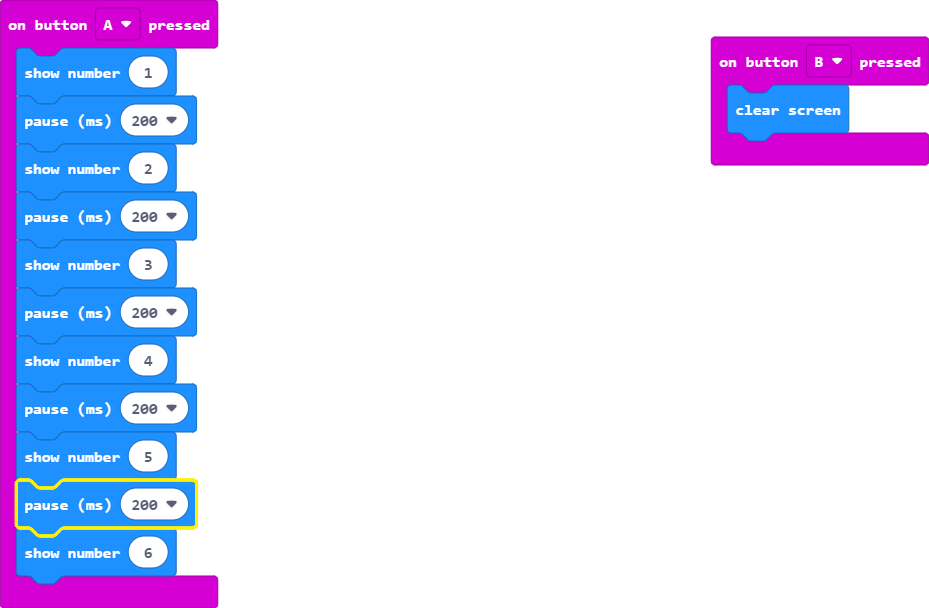 on button A pressed
show number 1
pause (ms) 200
show number 2
pause (ms) 200
show number 3
pause (ms) 200
show number 4
pause (ms) 200
show number 5
pause (ms) 200
show number 6
on button B pressed
clear screen